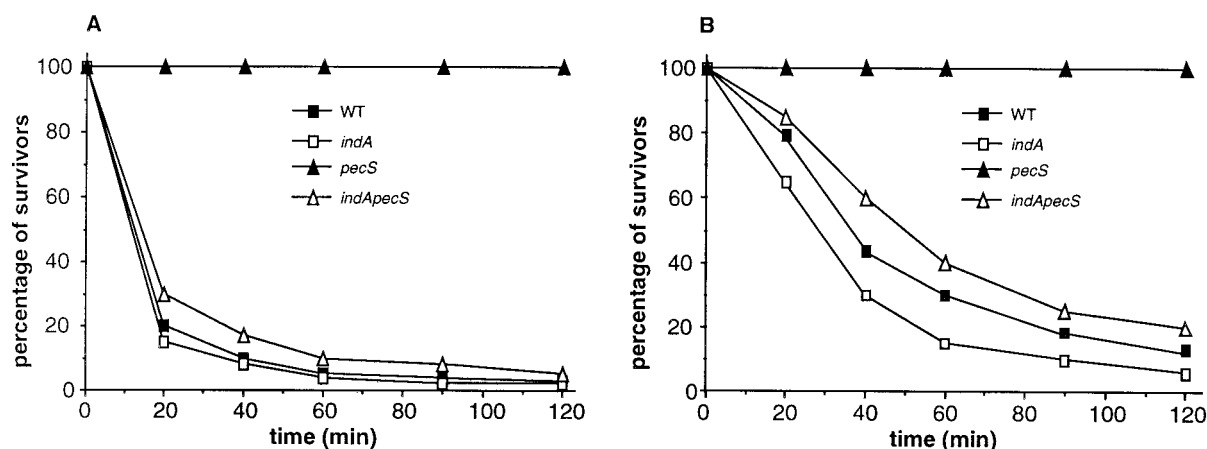 A
percentage of survivors
100
80
60
40
20
0
0 20 40 60 80 100 120
time (min)
WT
indA
pecS
indApecS
B
percentage of survivors
100
80
60
40
20
0
0 20 40 60 80 100 120
time (min)
WT
indA
pecS
indApecS